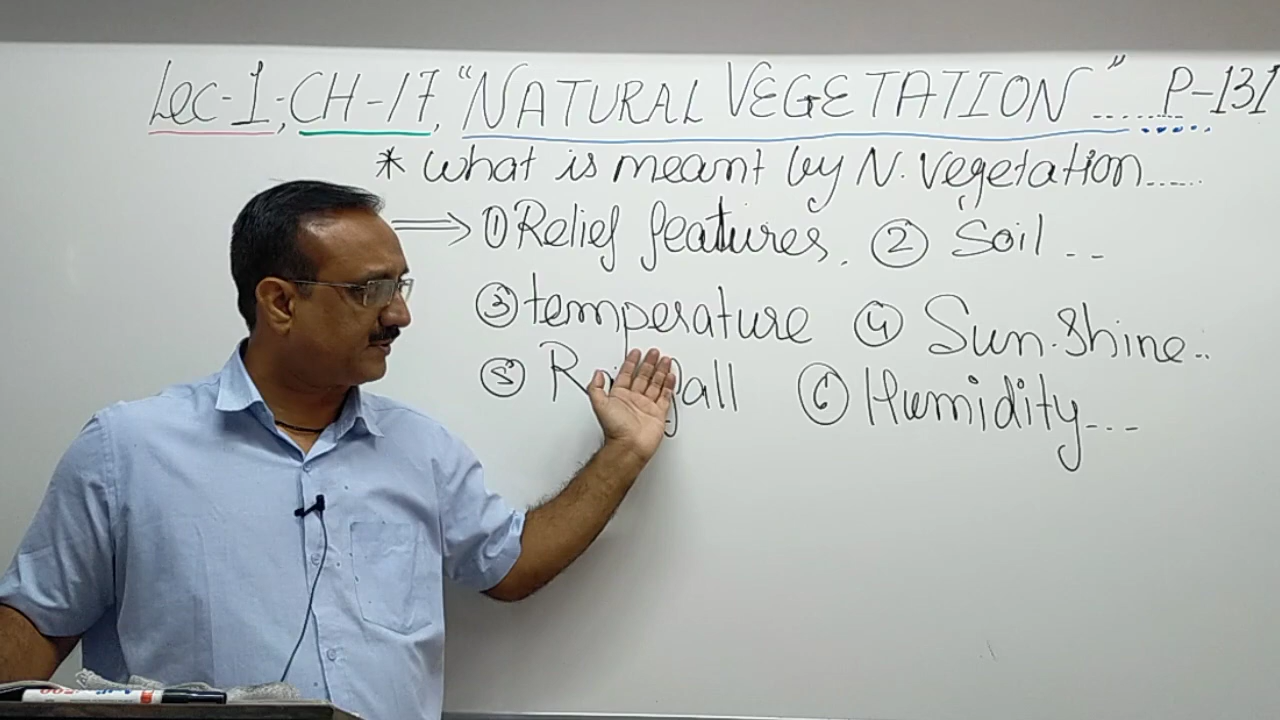 Lec-1, CH-17, "NATURAL VEGETATION"........ P-131
* What is meant by N. Vegetation.....
⇒ ① Relief features. ② Soil --
③ temperature ④ Sun.Shine..
⑤ ⑥ Humidity---